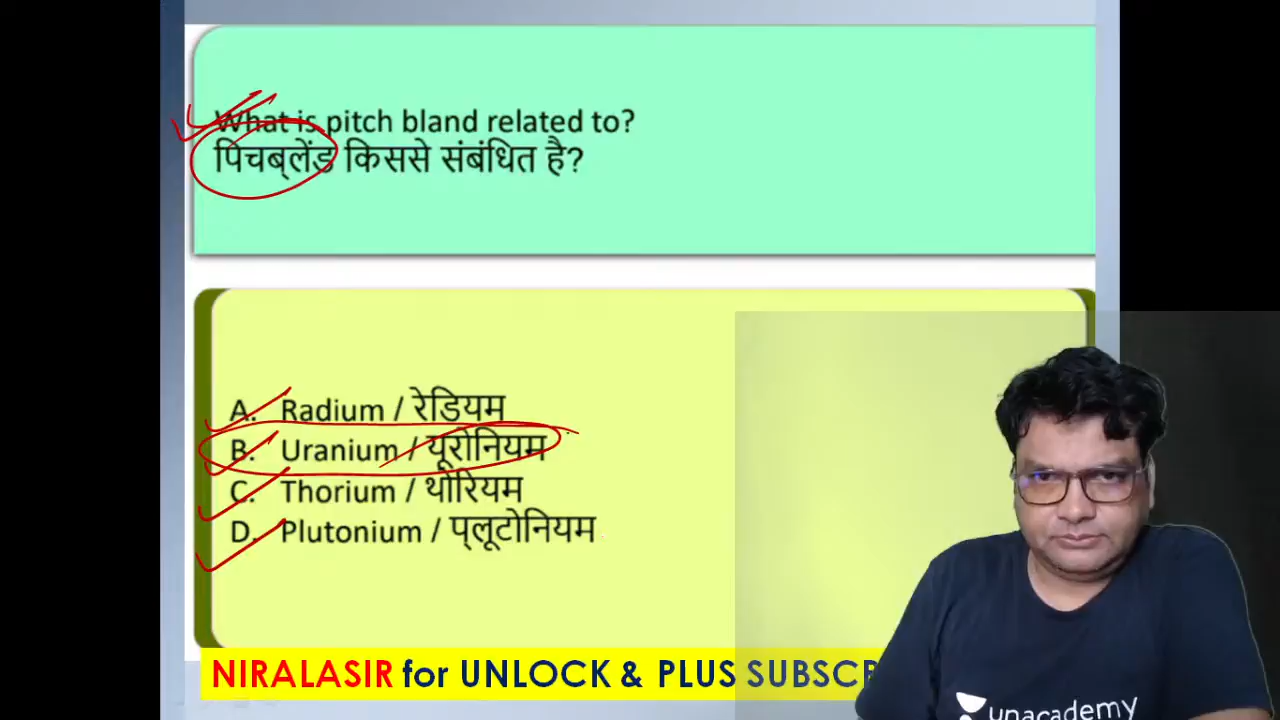 What is pitch bland related to?
पिचब्लेंड किससे संबंधित है?
A. Radium / रेडियम
B. Uranium / यूरोनियम
C. Thorium / थोरियम
D. Plutonium / प्लूटोनियम
NIRALASIR for UNLOCK & PLUS SUBSCR
unacademy